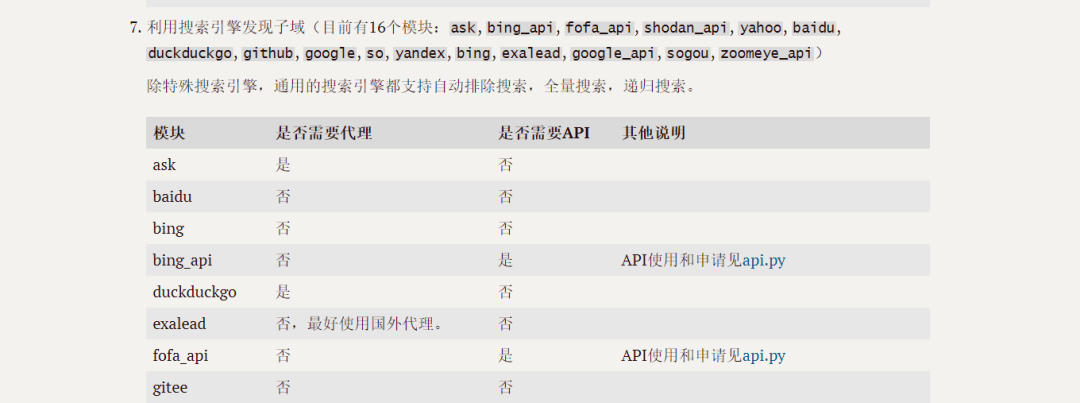 7. 利用搜索引擎发现子域（目前有16个模块：ask, bing_api, fofa_api, shodan_api, yahoo, baidu,
duckduckgo, github, google, so, yandex, bing, exalead, google_api, sogou, zoomeye_api）
除特殊搜索引擎，通用的搜索引擎都支持自动排除搜索，全量搜索，递归搜索。
模块 是否需要代理 是否需要API 其他说明
ask 是 否
baidu 否 否
bing 否 否
bing_api 否 是 API使用和申请见api.py
duckduckgo 是 否
exalead 否，最好使用国外代理。 否
fofa_api 否 是 API使用和申请见api.py
gitee 否 否